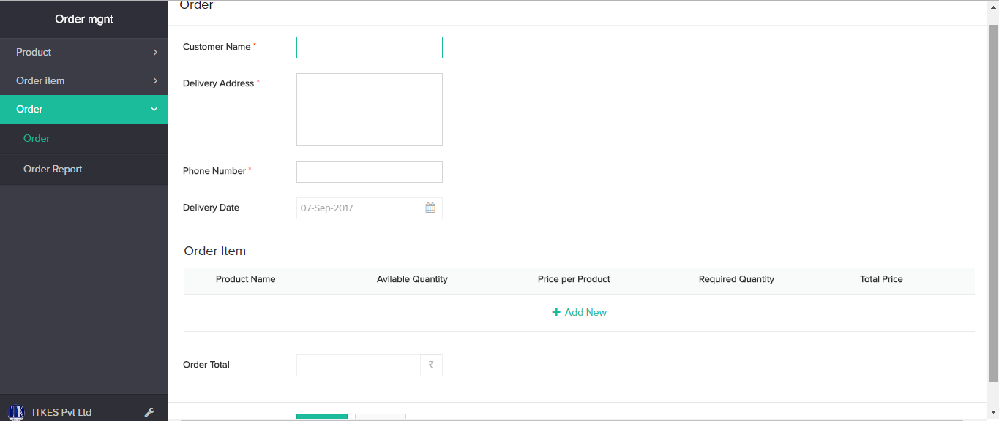 Order mgnt
Product
Order item
Order
Order
Order Report
ITK
ITKES Pvt Ltd
Order
Customer Name *
Delivery Address *
Phone Number *
Delivery Date
07-Sep-2017
Order Item
Product Name Avilable Quantity Price per Product Required Quantity Total Price
+ Add New
Order Total
₹